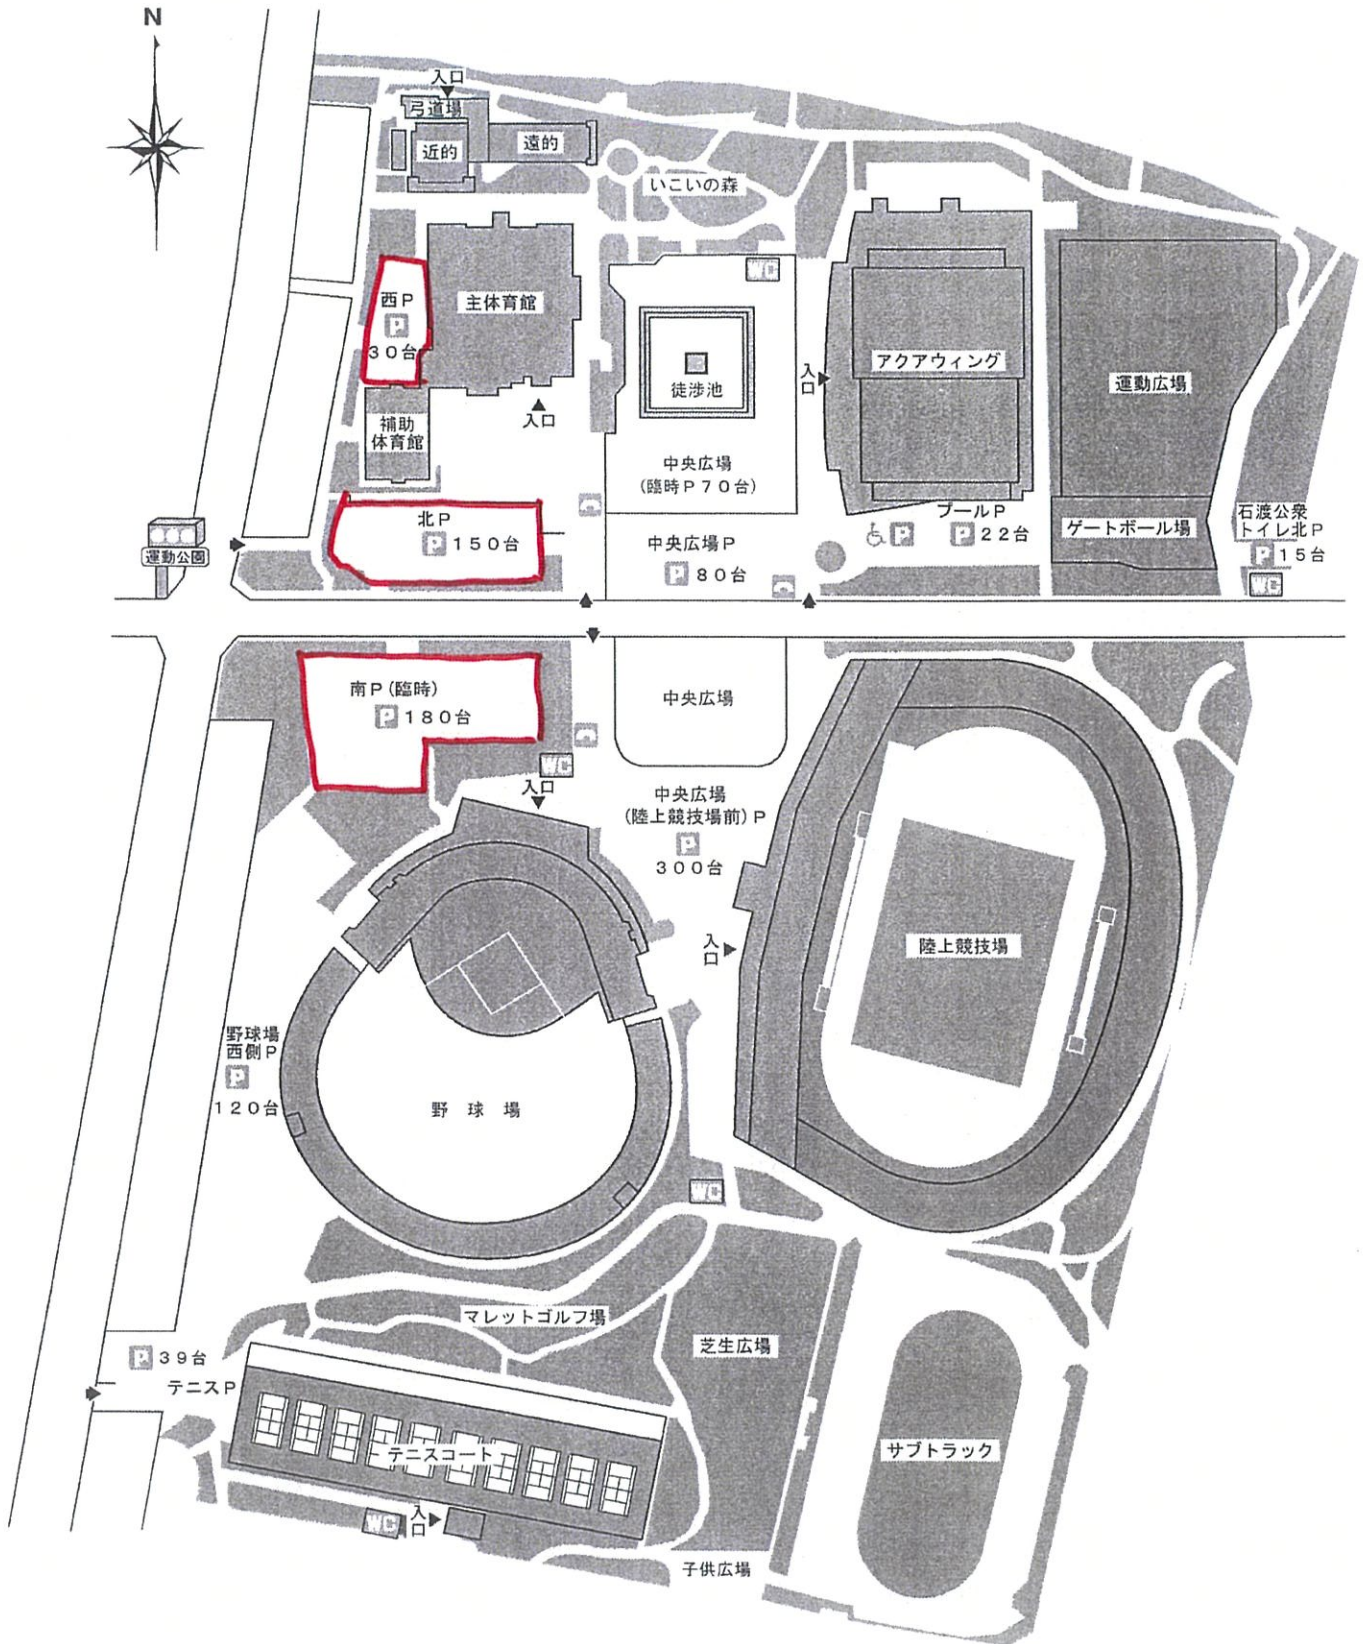 N
入口
弓道場
近的
遠的
いこいの森
西P
P
30台
主体育館
補助
体育館
入口
WC
徒渉池
中央広場
(臨時P70台)
入口
アクアウィング
運動広場
運動公園
北P
P 150台
中央広場P
P 80台
プールP
P
P 22台
ゲートボール場
石渡公衆
トイレ北P
P 15台
WC
南P(臨時)
P 180台
中央広場
WC
入口
中央広場
(陸上競技場前)P
P
300台
入口
陸上競技場
野球場
西側P
P
120台
野球場
WC
マレットゴルフ場
芝生広場
P 39台
テニスP
テニスコート
サブトラック
WC
入口
子供広場